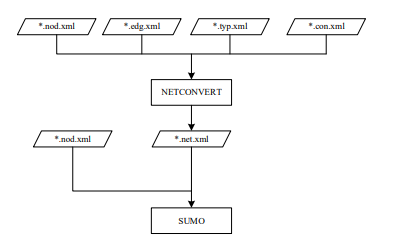 *.nod.xml
*.edg.xml
*.typ.xml
*.con.xml
NETCONVERT
*.nod.xml
*.net.xml
SUMO